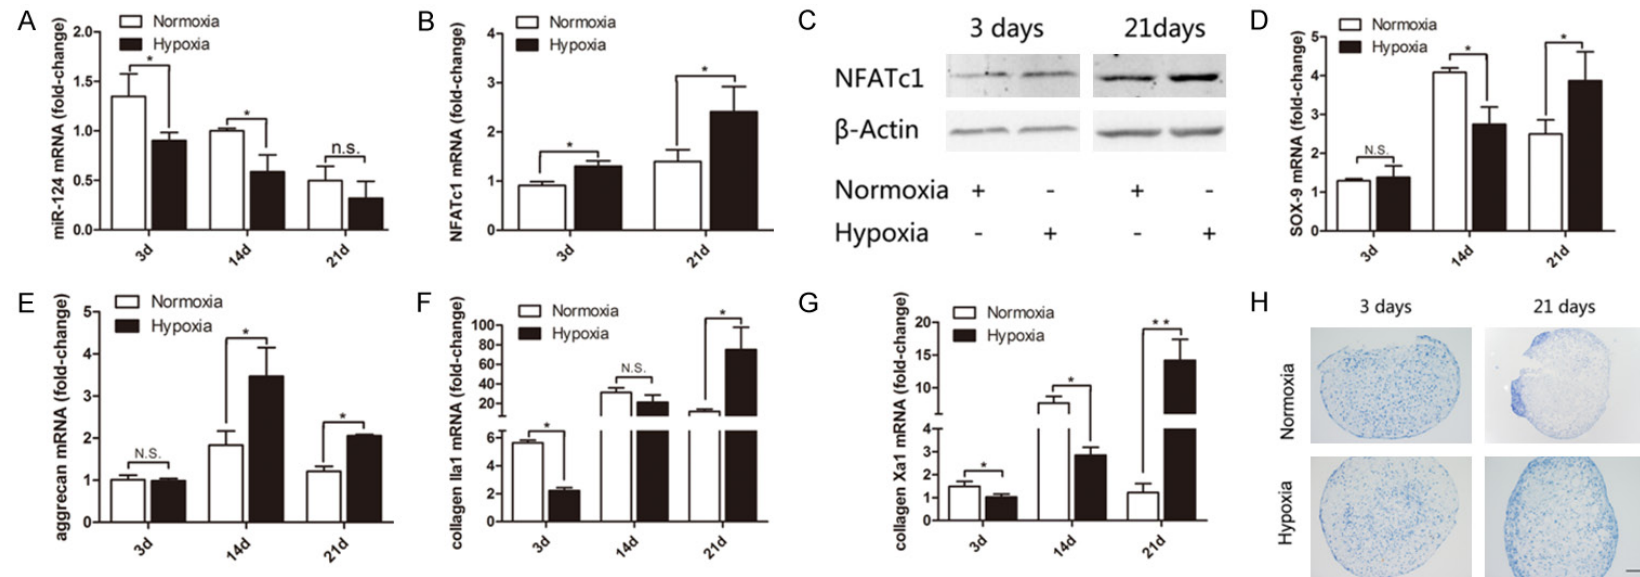 A
miR-124 mRNA (fold-change)
Normoxia
Hypoxia
2.0
1.5
1.0
0.5
0.0
*
*
n.s.
3d
14d
21d
B
NFATc1 mRNA (fold-change)
Normoxia
Hypoxia
4
3
2
1
0
*
*
3d
21d
C
3 days
21days
NFATc1
β-Actin
Normoxia + - + -
Hypoxia - + - +
D
SOX-9 mRNA (fold-change)
Normoxia
Hypoxia
5
4
3
2
1
0
N.S.
*
*
3d
14d
21d
E
aggrecan mRNA (fold-change)
Normoxia
Hypoxia
5
4
3
2
1
0
N.S.
*
*
3d
14d
21d
F
collagen IIa1 mRNA (fold-change)
Normoxia
Hypoxia
100
80
60
40
20
6
4
2
0
*
N.S.
*
3d
14d
21d
G
collagen Xa1 mRNA (fold-change)
Normoxia
Hypoxia
20
15
10
4
3
2
1
0
*
*
**
3d
14d
21d
H
3 days
21 days
Normoxia
Hypoxia